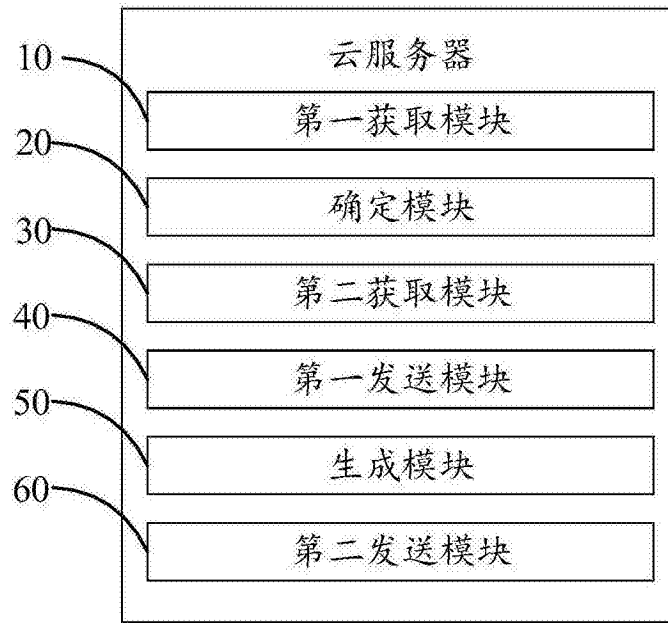 云服务器
10
第一获取模块
20
确定模块
30
第二获取模块
40
第一发送模块
50
生成模块
60
第二发送模块